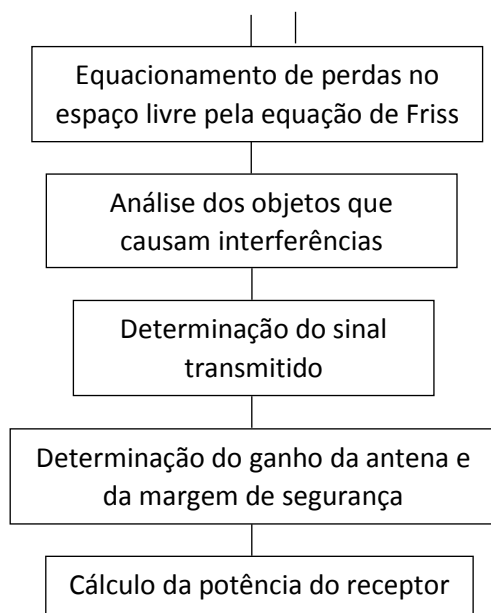 Equacionamento de perdas no
espaço livre pela equação de Friss
Análise dos objetos que
causam interferências
Determinação do sinal
transmitido
Determinação do ganho da antena e
da margem de segurança
Cálculo da potência do receptor